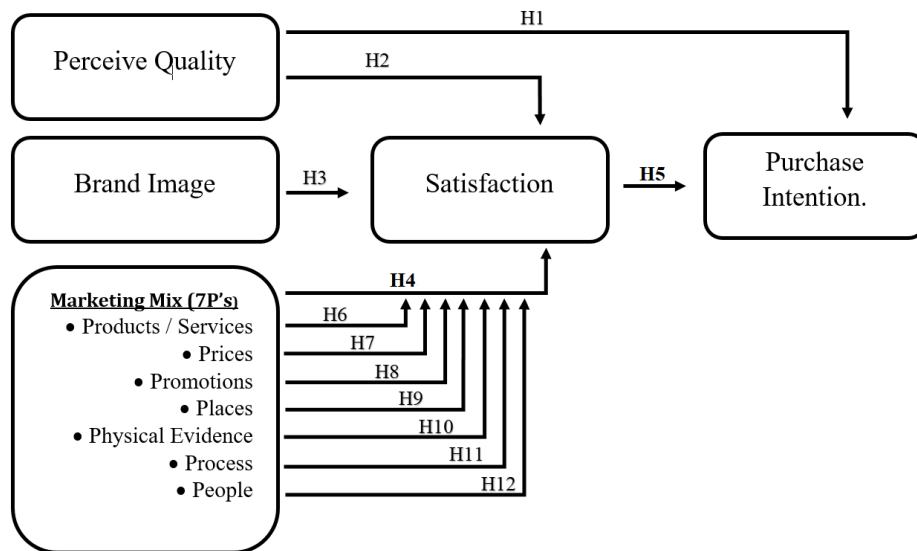 H1
Perceive Quality
H2
Brand Image
H3
Satisfaction
H5
Purchase
Intention.
H4
Marketing Mix (7P's)
• Products / Services
H6
• Prices
H7
• Promotions
H8
• Places
H9
• Physical Evidence
H10
• Process
H11
• People
H12